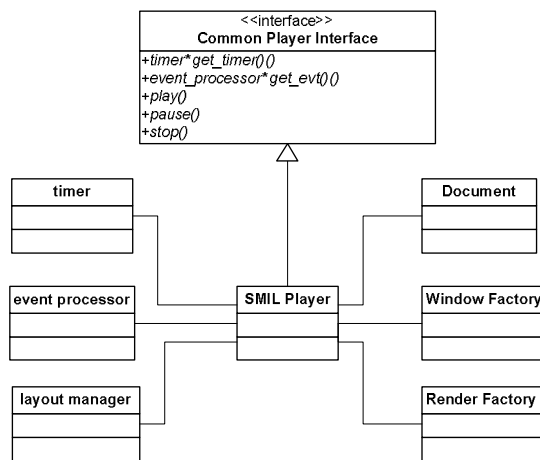 <<interface>>
Common Player Interface
+timer*get_timer()()
+event_processor*get_evt()()
+play()
+pause()
+stop()
timer
Document
event processor
SMIL Player
Window Factory
layout manager
Render Factory